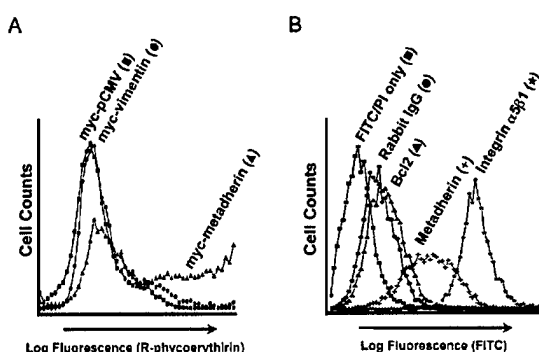 A
myc-pCMV (■)
myc-vimentin (●)
myc-metadherin (▲)
Cell Counts
Log Fluorescence (R-phycoerythirin)
B
FITC/PI only (■)
Rabbit IgG (●)
Bcl2 (▲)
Metadherin (+)
Integrin α5β1 (★)
Cell Counts
Log Fluorescence (FITC)